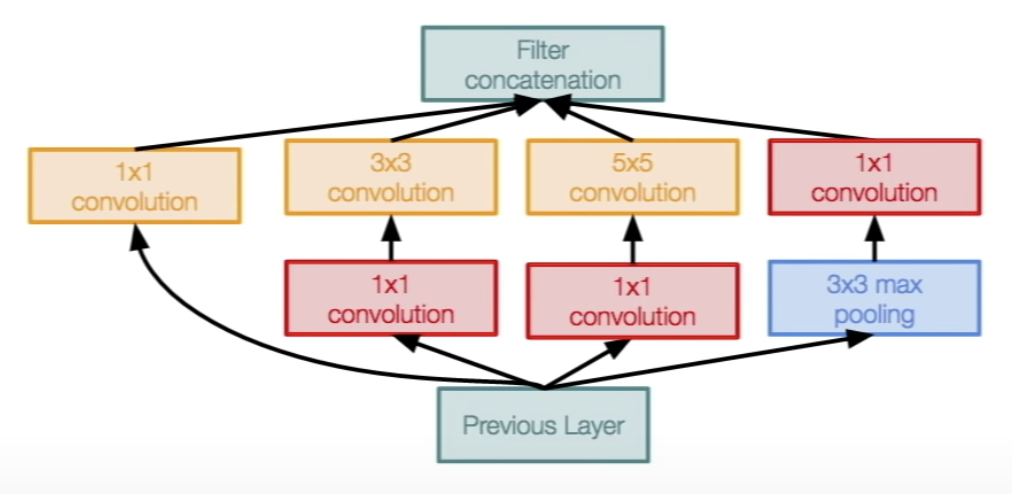 Filter
concatenation
1x1
convolution
3x3
convolution
5x5
convolution
1x1
convolution
1x1
convolution
1x1
convolution
3x3 max
pooling
Previous Layer